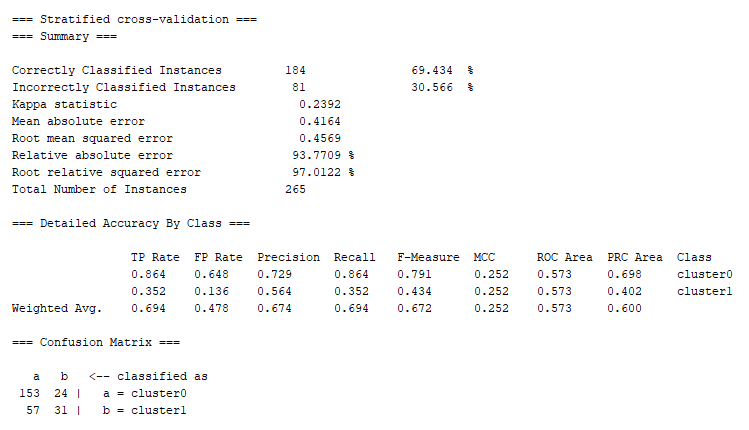 === Stratified cross-validation ===
=== Summary ===
Correctly Classified Instances 184 69.434 %
Incorrectly Classified Instances 81 30.566 %
Kappa statistic 0.2392
Mean absolute error 0.4164
Root mean squared error 0.4569
Relative absolute error 93.7709 %
Root relative squared error 97.0122 %
Total Number of Instances 265
=== Detailed Accuracy By Class ===
TP Rate FP Rate Precision Recall F-Measure MCC ROC Area PRC Area Class
0.864 0.648 0.729 0.864 0.791 0.252 0.573 0.698 cluster0
0.352 0.136 0.564 0.352 0.434 0.252 0.573 0.402 cluster1
Weighted Avg. 0.694 0.478 0.674 0.694 0.672 0.252 0.573 0.600
=== Confusion Matrix ===
a b <-- classified as
153 24 | a = cluster0
57 31 | b = cluster1